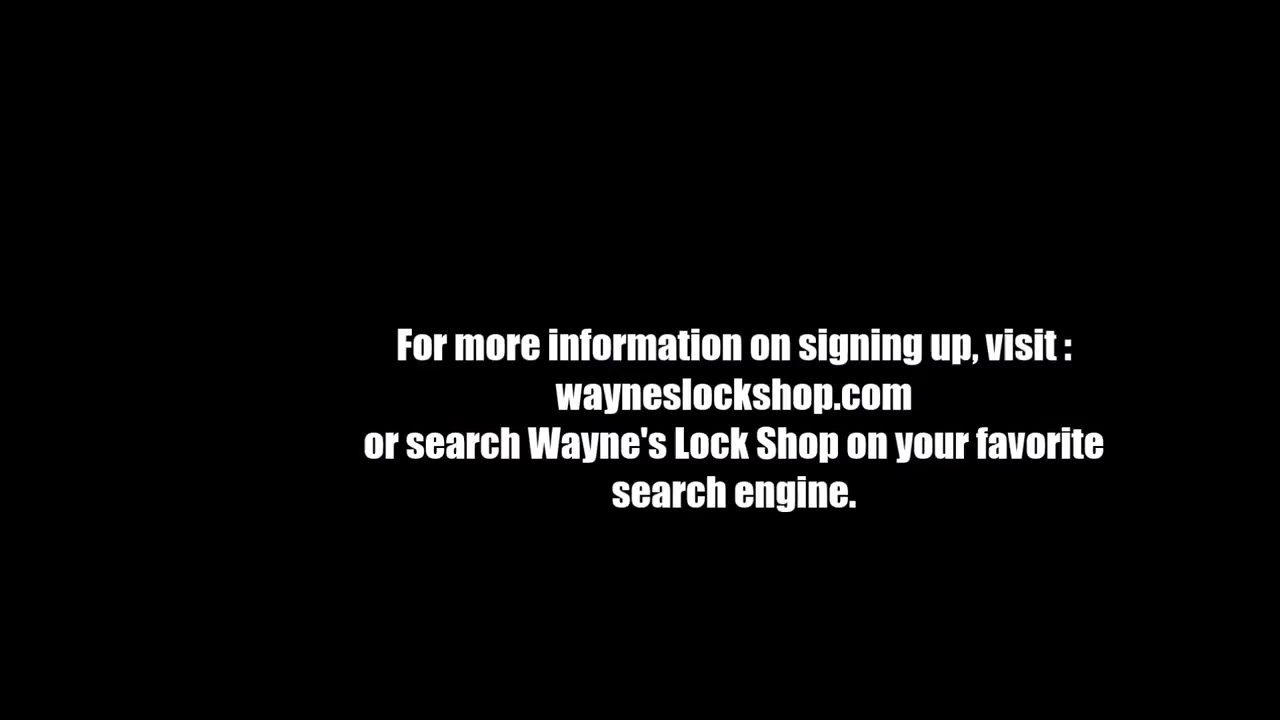 For more information on signing up, visit :
wayneslockshop.com
or search Wayne's Lock Shop on your favorite
search engine.